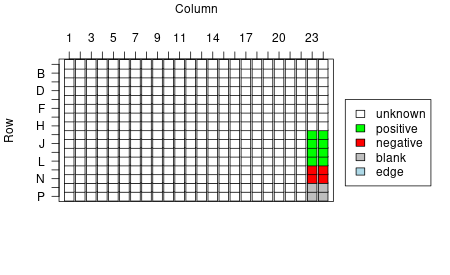 Column
1 3 5 7 9 11 14 17 20 23
Row
B
D
F
H
J
L
N
P
unknown
positive
negative
blank
edge